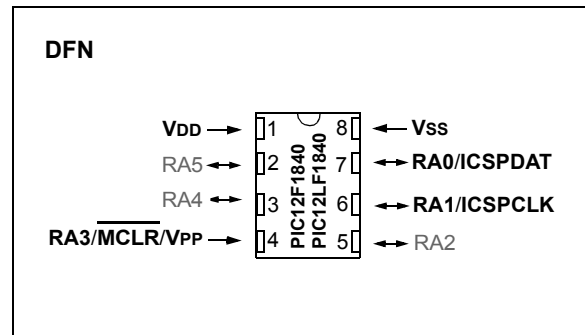 DFN
VDD 1 8 VSS
RA5 2 7 RA0/ICSPDAT
RA4 3 6 RA1/ICSPCLK
RA3/MCLR/VPP 4 5 RA2
PIC12F1840
PIC12LF1840